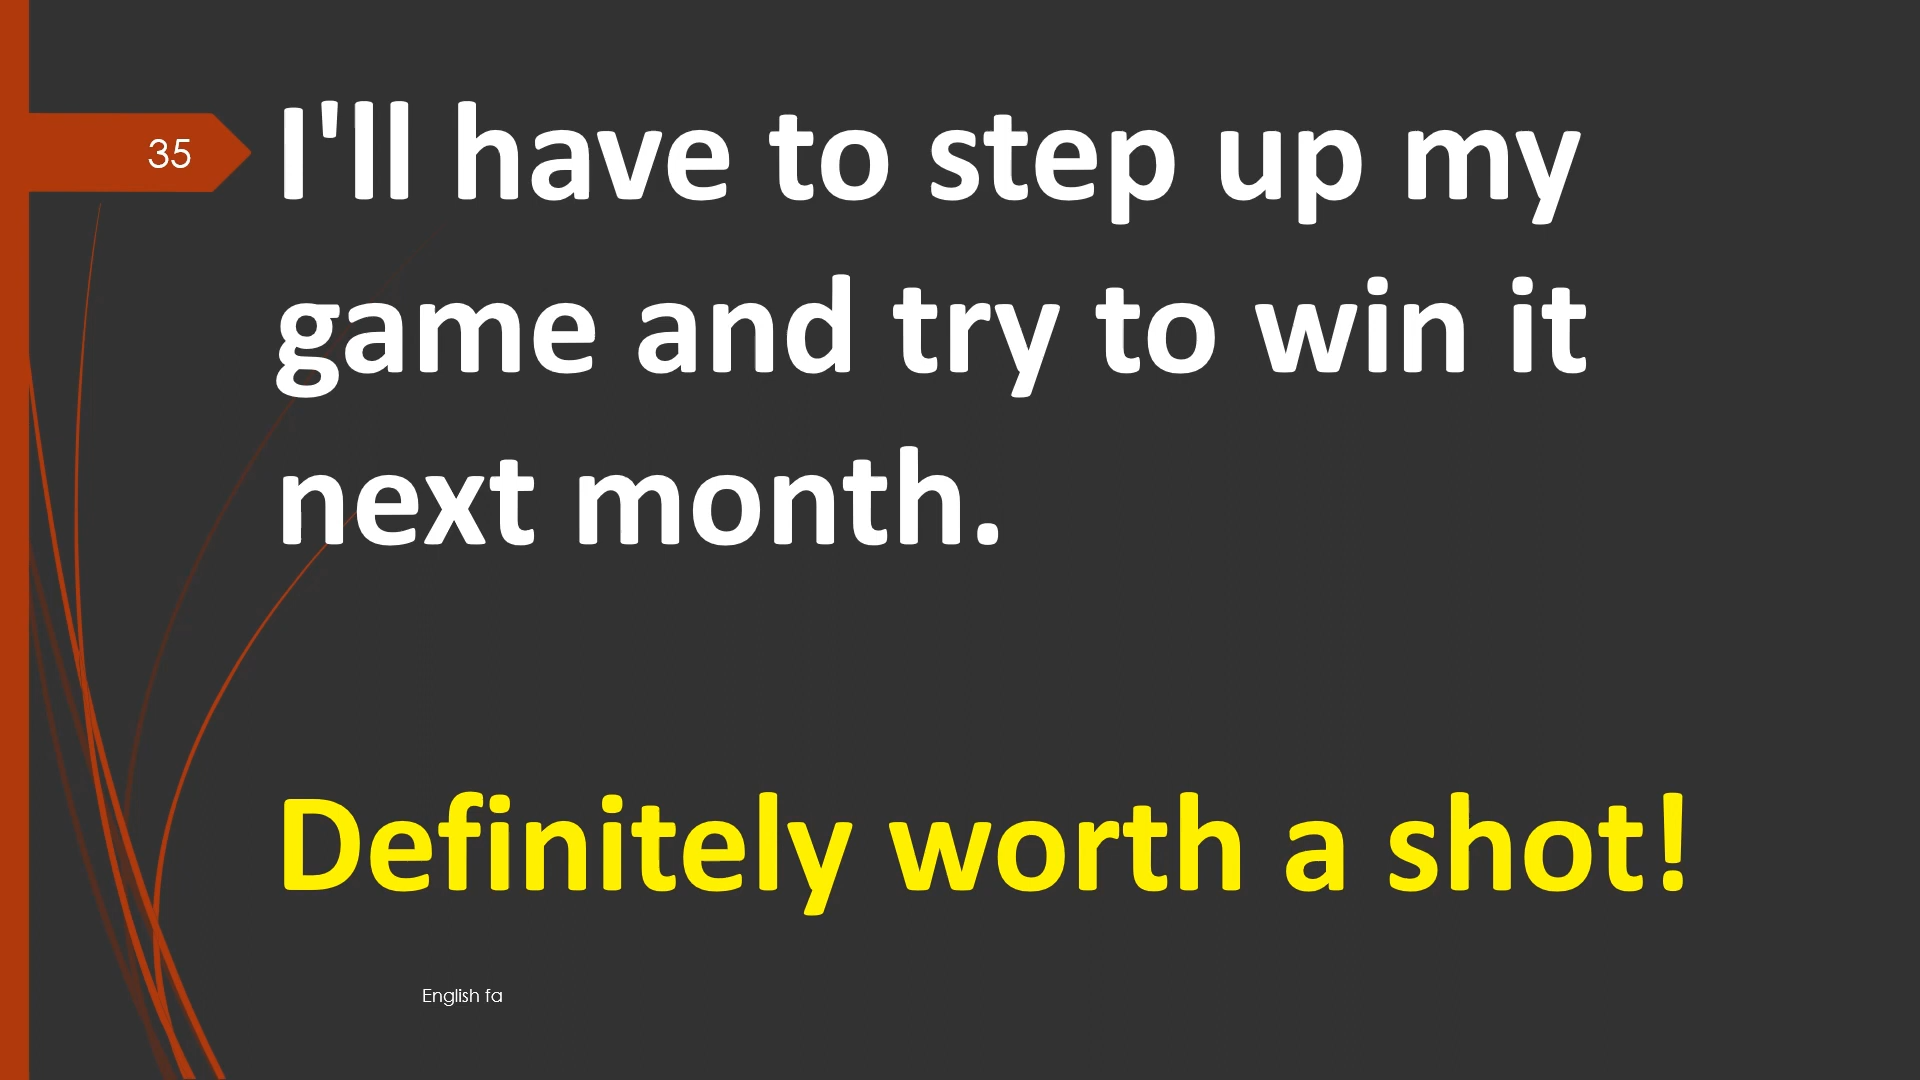 35
I'll have to step up my
game and try to win it
next month.
Definitely worth a shot!
English fa